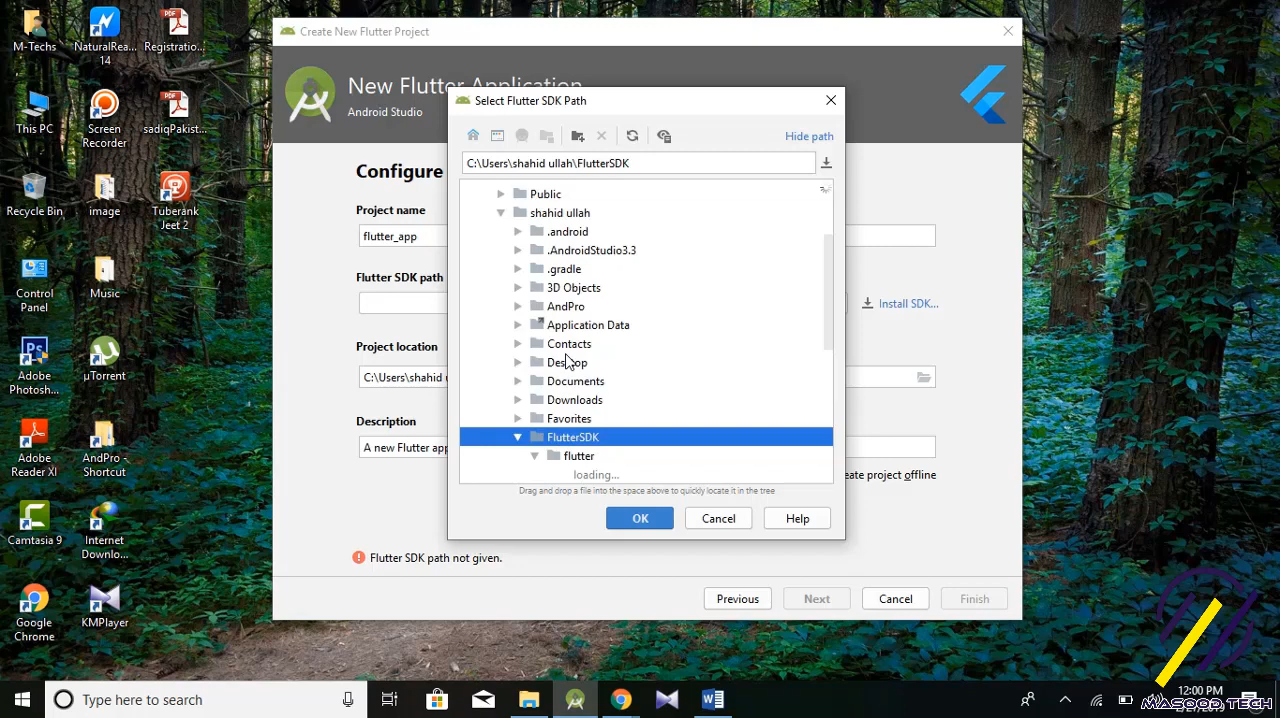 M-Techs
NaturalRea...
14
Registratio...
This PC
Screen
Recorder
sadiqPakist...
Recycle Bin
image
Tuberank
Jeet 2
Control
Panel
Music
Adobe
Photosh...
µTorrent
Adobe
Reader XI
AndPro -
Shortcut
Camtasia 9
Internet
Downlo...
Google
Chrome
KMPlayer
Create New Flutter Project
New Flutter Application
Android Studio
Configure
Project name
flutter_app
Flutter SDK path
Install SDK...
Project location
C:\Users\shahid u
Description
A new Flutter app
eate project offline
Flutter SDK path not given.
Previous
Next
Cancel
Finish
Select Flutter SDK Path
Hide path
C:\Users\shahid ullah\FlutterSDK
Public
shahid ullah
.android
.AndroidStudio3.3
.gradle
3D Objects
AndPro
Application Data
Contacts
Desktop
Documents
Downloads
Favorites
FlutterSDK
flutter
loading...
Drag and drop a file into the space above to quickly locate it in the tree
OK
Cancel
Help
Type here to search
12:00 PM
MASOOD TECH